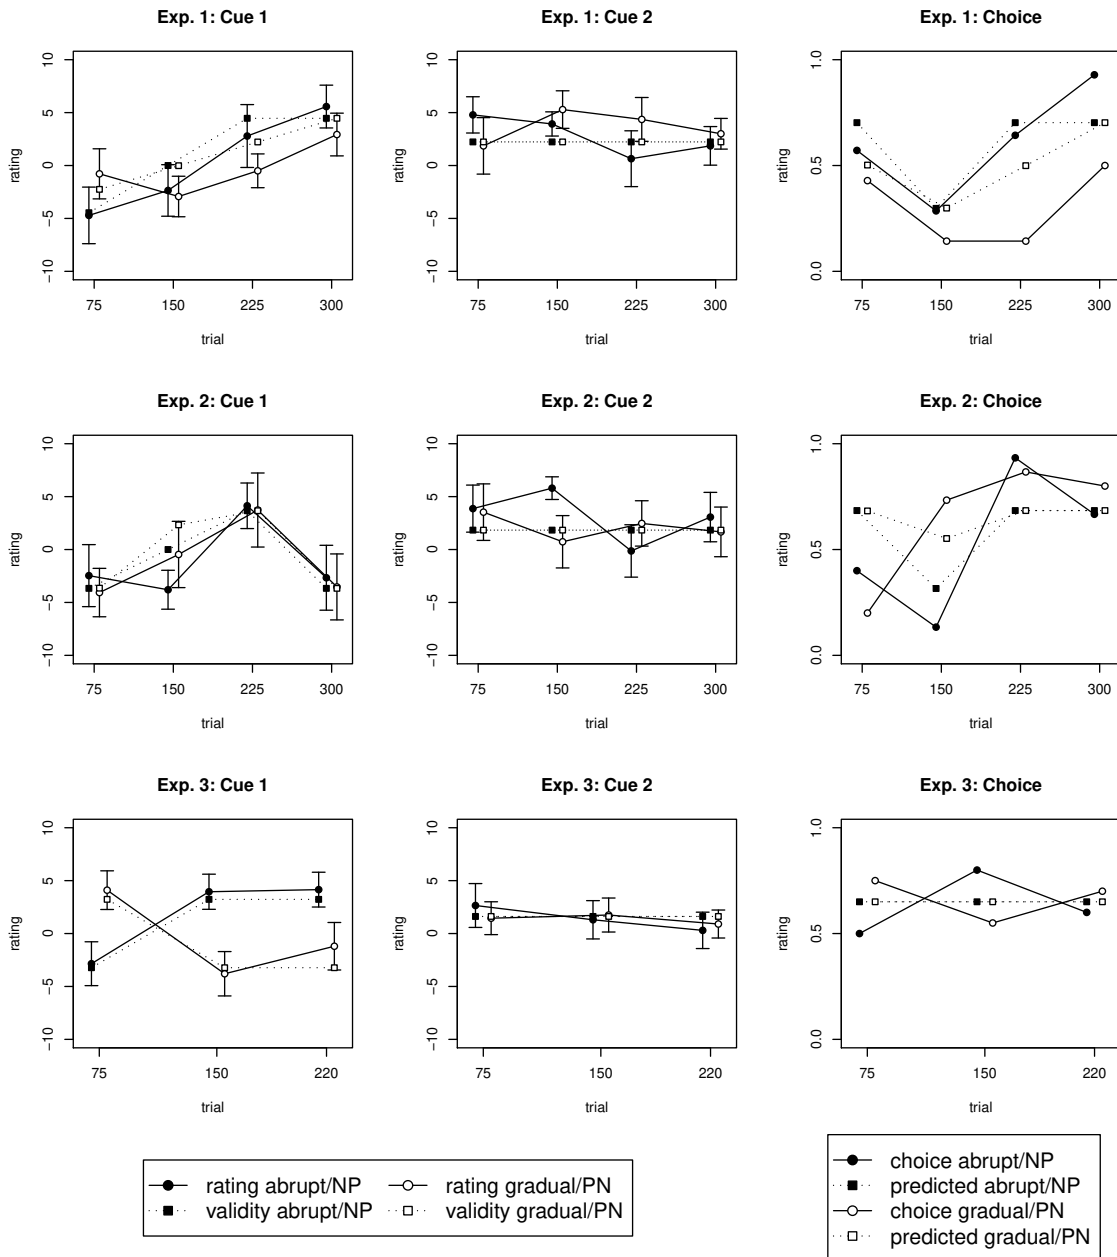 Exp. 1: Cue 1
rating
10
5
0
−5
−10
75 150 225 300
trial
Exp. 1: Cue 2
rating
10
5
0
−5
−10
75 150 225 300
trial
Exp. 1: Choice
rating
1.0
0.5
0.0
75 150 225 300
trial
Exp. 2: Cue 1
rating
10
5
0
−5
−10
75 150 225 300
trial
Exp. 2: Cue 2
rating
10
5
0
−5
−10
75 150 225 300
trial
Exp. 2: Choice
rating
1.0
0.5
0.0
75 150 225 300
trial
Exp. 3: Cue 1
rating
10
5
0
−5
−10
75 150 220
trial
Exp. 3: Cue 2
rating
10
5
0
−5
−10
75 150 220
trial
Exp. 3: Choice
rating
1.0
0.5
0.0
75 150 220
trial
rating abrupt/NP rating gradual/PN
validity abrupt/NP validity gradual/PN
choice abrupt/NP
predicted abrupt/NP
choice gradual/PN
predicted gradual/PN